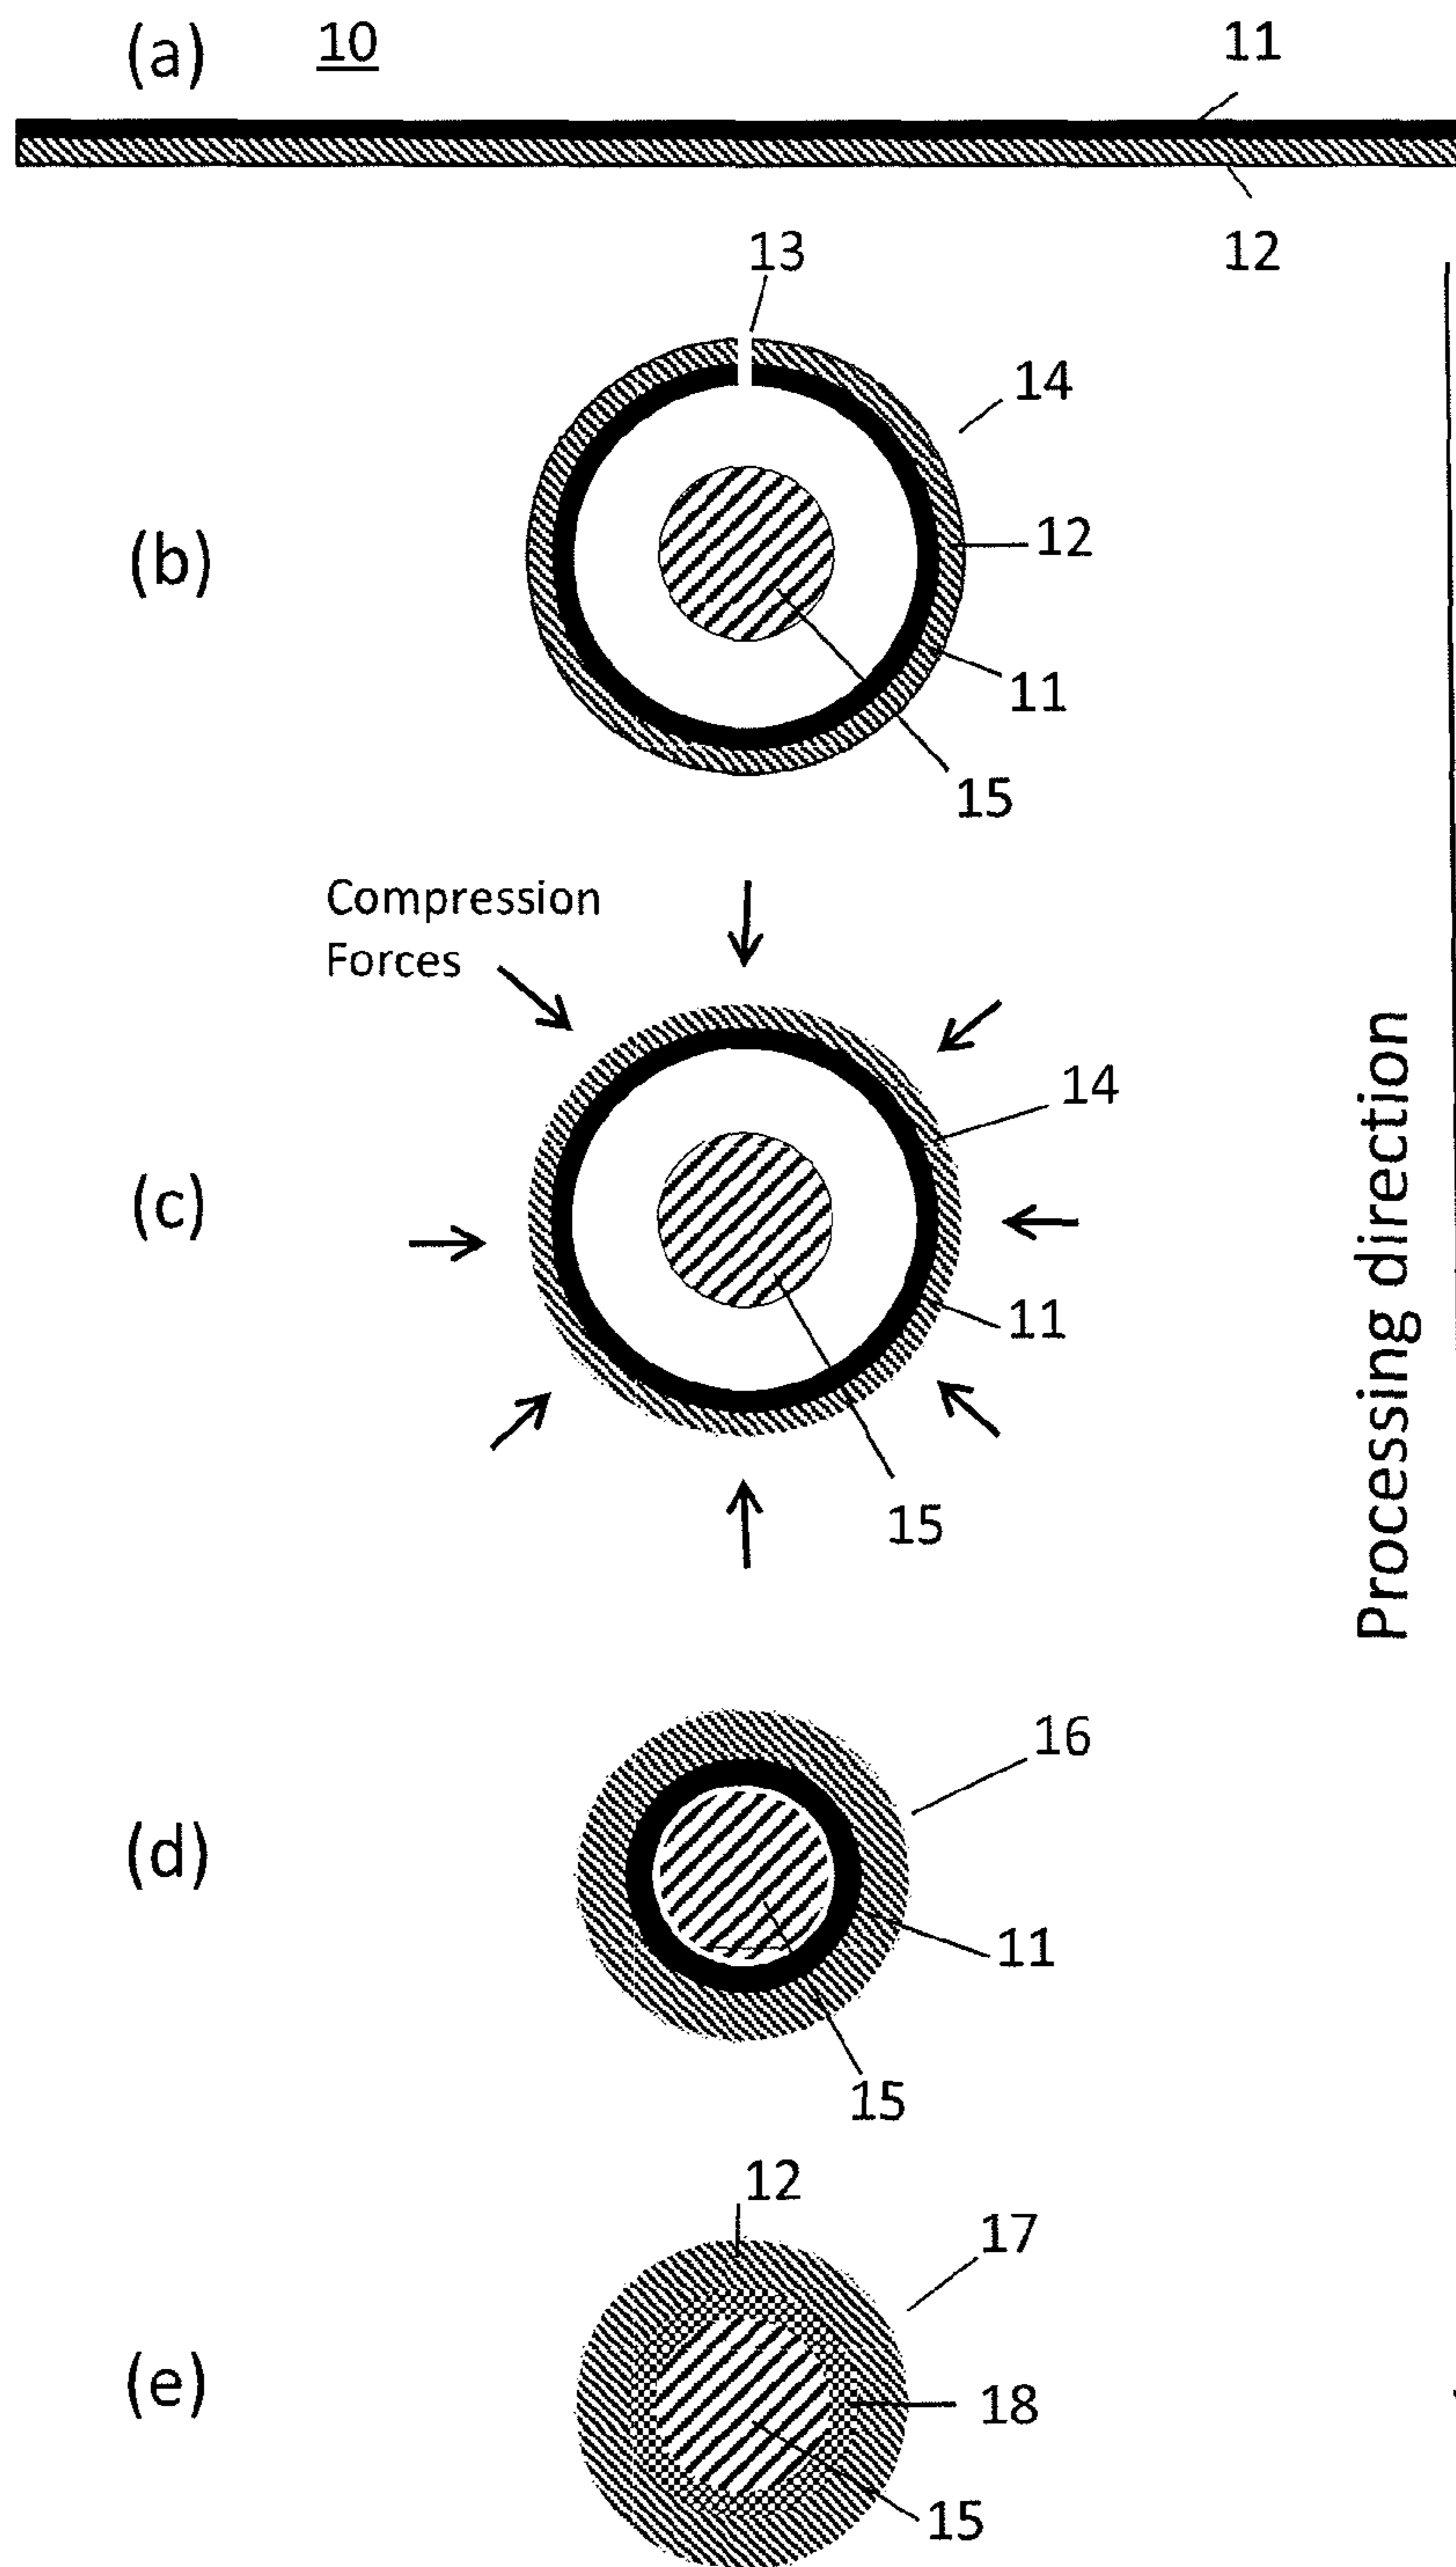 (a) 10 11
12
13
14
(b) 12
11
15
Compression
Forces
14
(c)
11
15
Processing direction
16
(d)
11
15
12
17
(e)
18
15